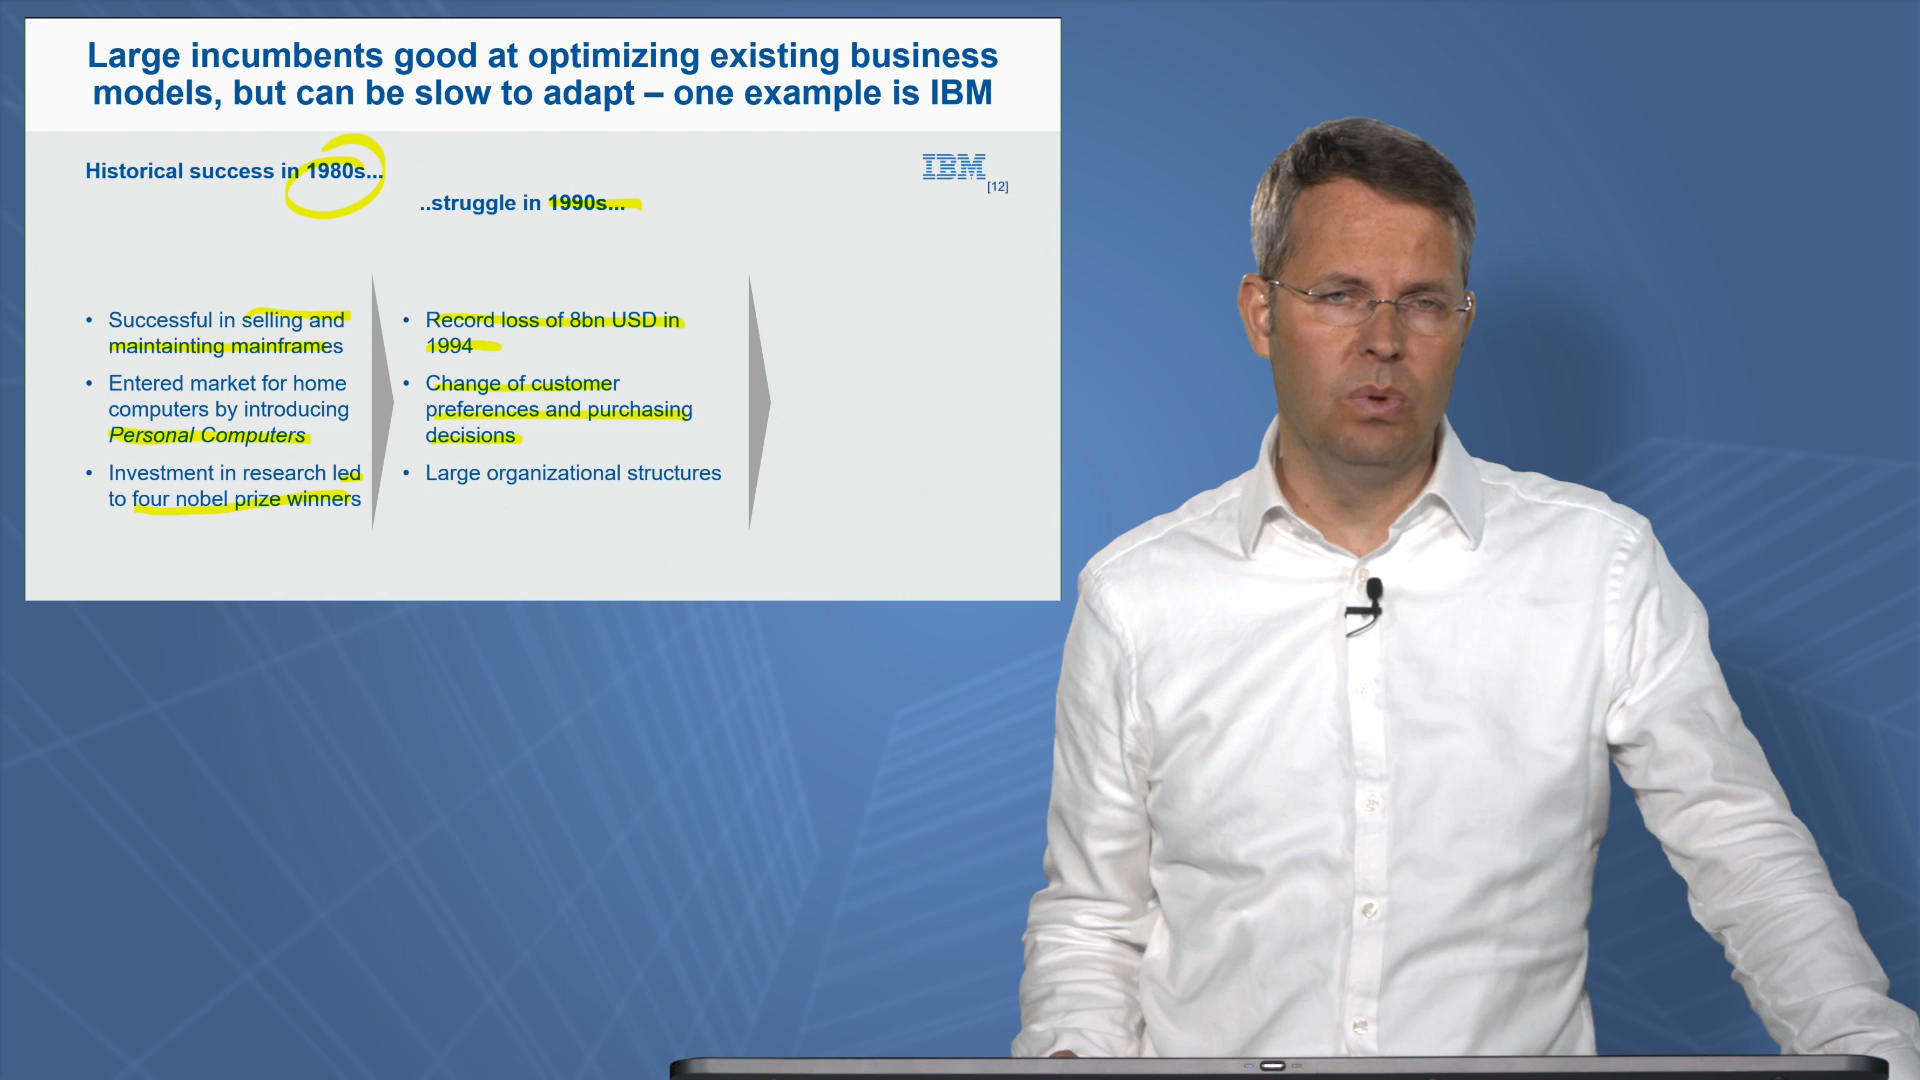 Large incumbents good at optimizing existing business
models, but can be slow to adapt – one example is IBM
Historical success in 1980s...
..struggle in 1990s...
IBM
[12]
• Successful in selling and
maintainting mainframes
• Entered market for home
computers by introducing
Personal Computers
• Investment in research led
to four nobel prize winners
• Record loss of 8bn USD in
1994
• Change of customer
preferences and purchasing
decisions
• Large organizational structures